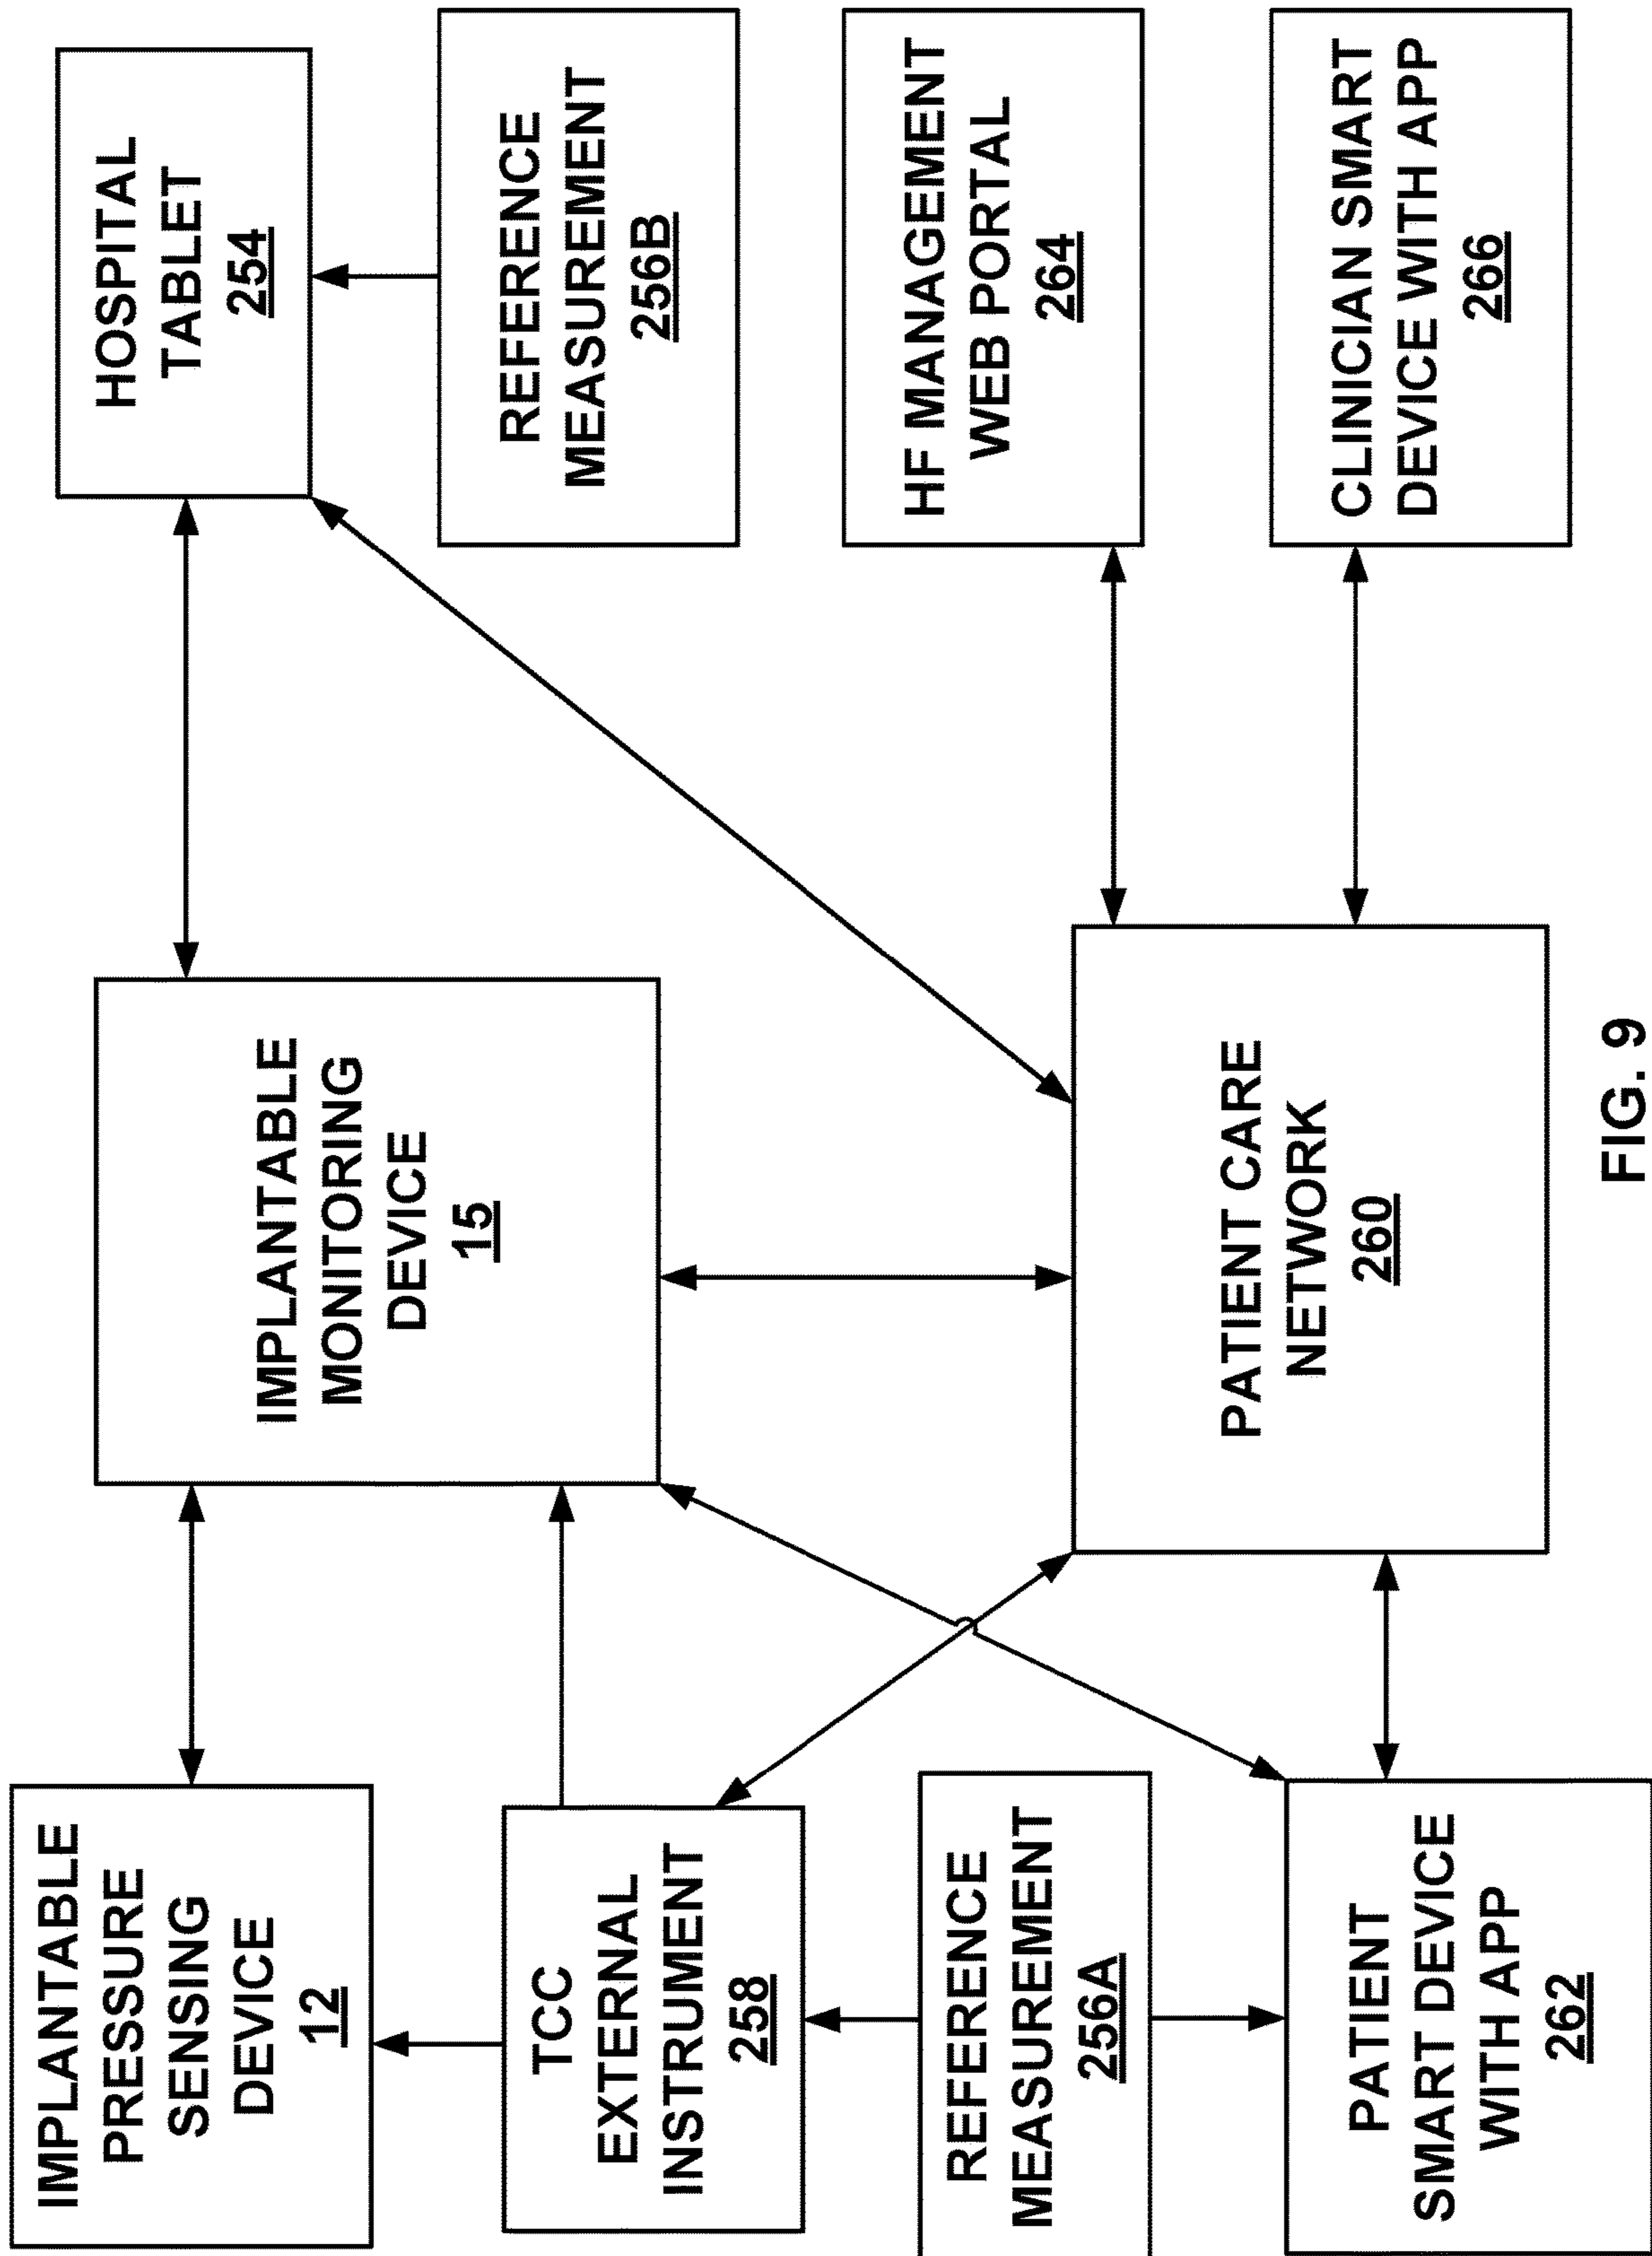 IMPLANTABLE
PRESSURE
SENSING
DEVICE
12
IMPLANTABLE
MONITORING
DEVICE
15
HOSPITAL
TABLET
254
TCC
EXTERNAL
INSTRUMENT
258
REFERENCE
MEASUREMENT
256B
REFERENCE
MEASUREMENT
256A
PATIENT CARE
NETWORK
260
HF MANAGEMENT
WEB PORTAL
264
PATIENT
SMART DEVICE
WITH APP
262
CLINICIAN SMART
DEVICE WITH APP
266
FIG. 9